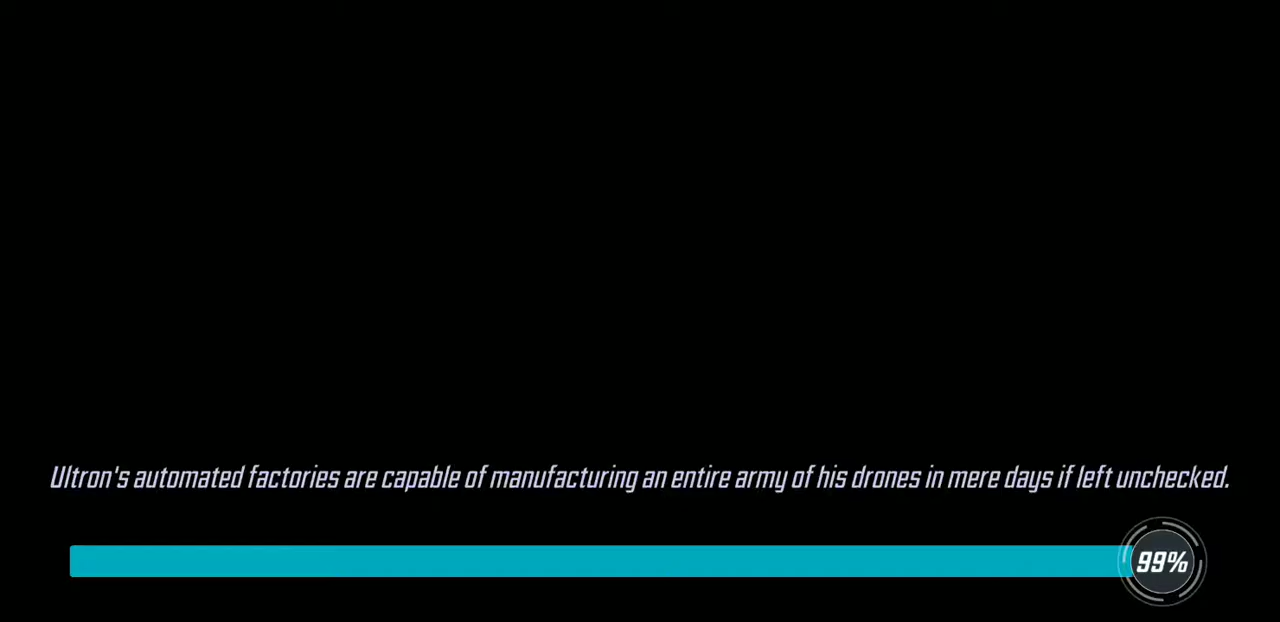 Ultron's automated factories are capable of manufacturing an entire army of his drones in mere days if left unchecked.
99%